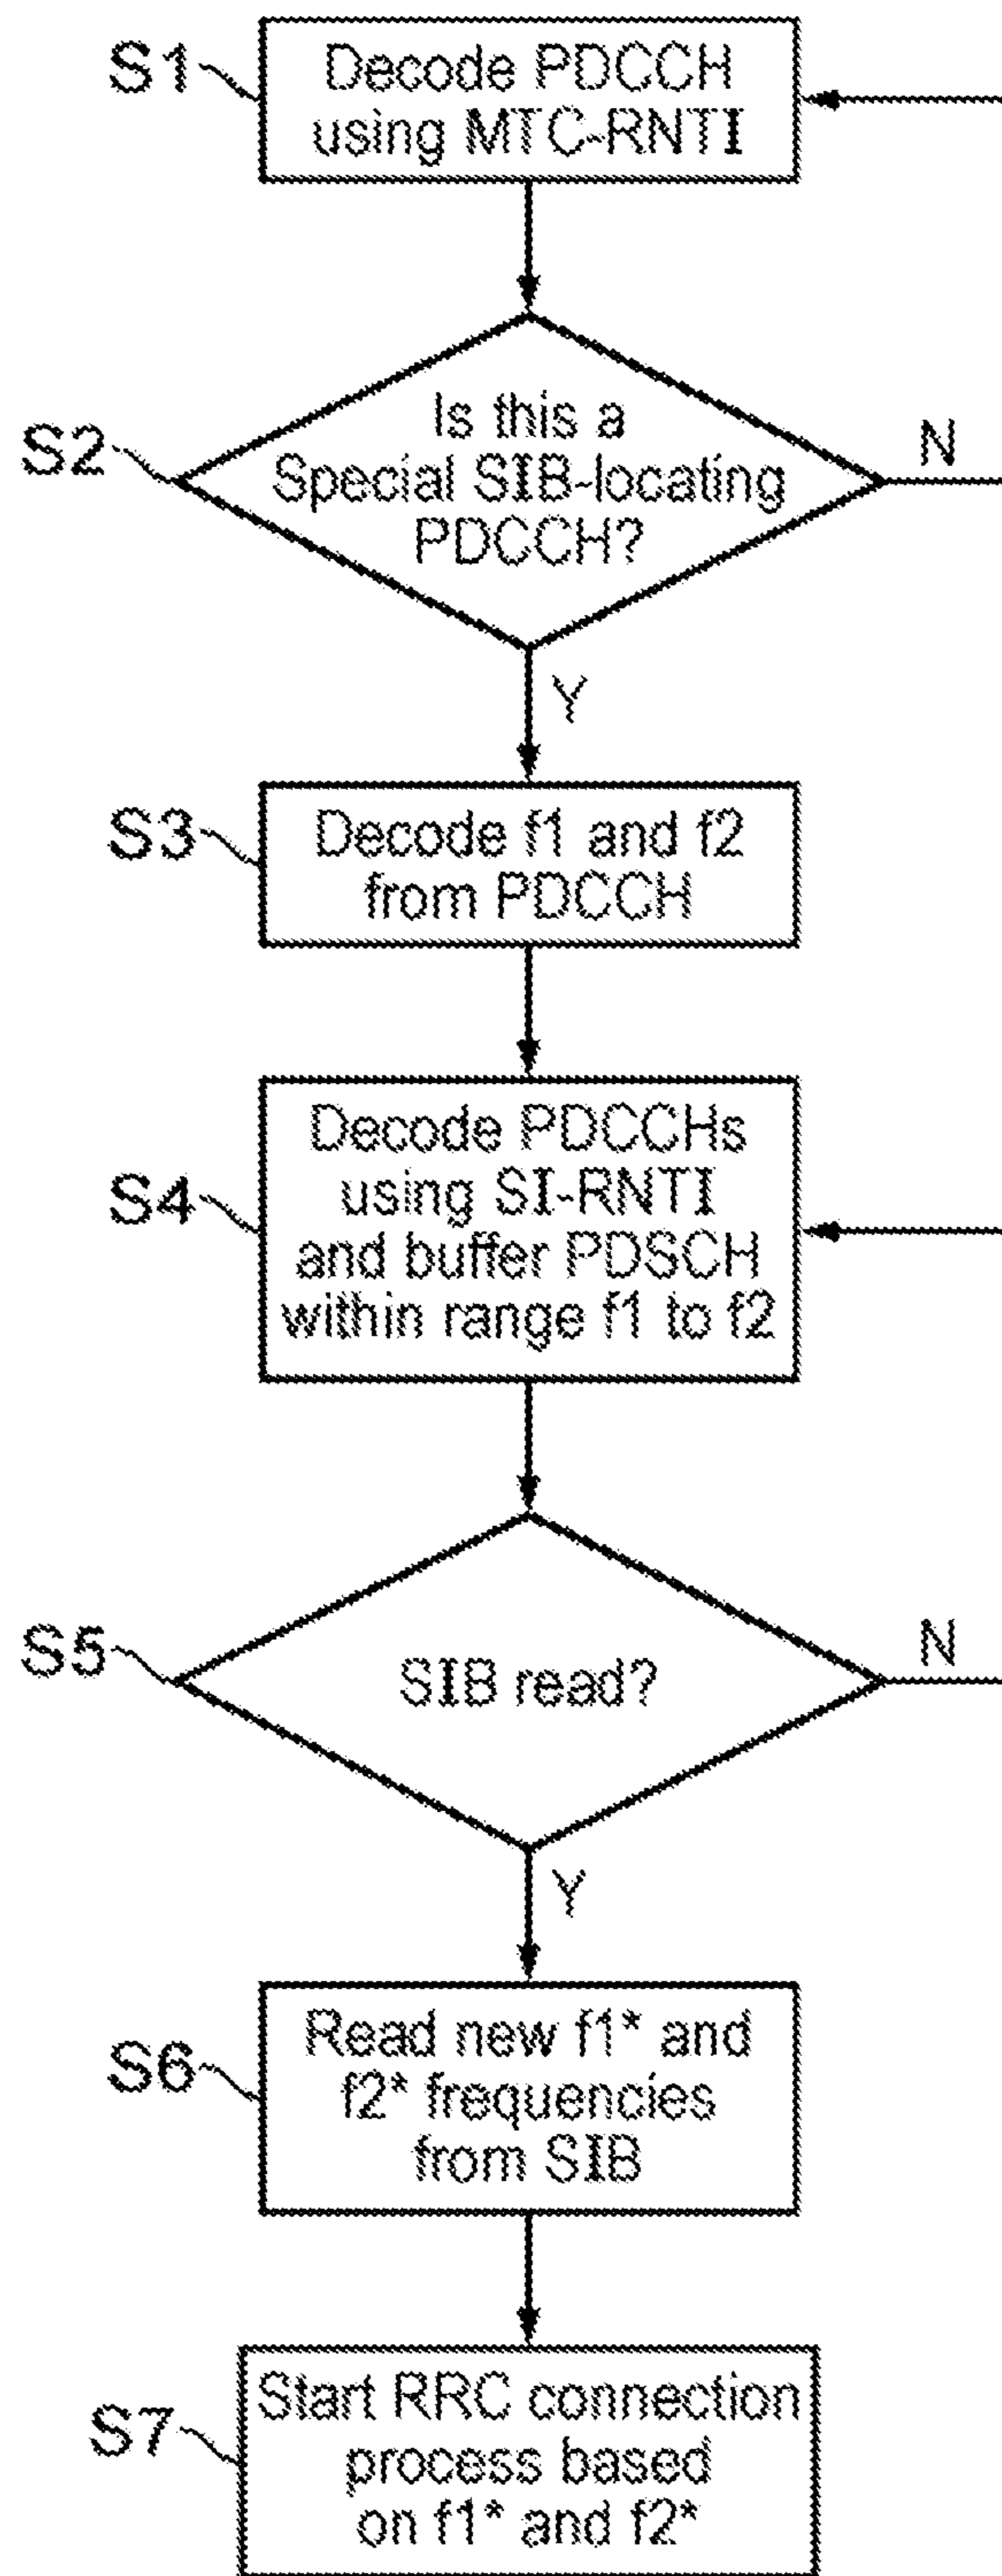 S1
Decode PDCCH
using MTC-RNTI
S2
Is this a
Special SIB-locating
PDCCH?
N
Y
S3
Decode f1 and f2
from PDCCH
S4
Decode PDCCHs
using SI-RNTI
and buffer PDSCH
within range f1 to f2
S5
SIB read?
N
Y
S6
Read new f1* and
f2* frequencies
from SIB
S7
Start RRC connection
process based
on f1* and f2*